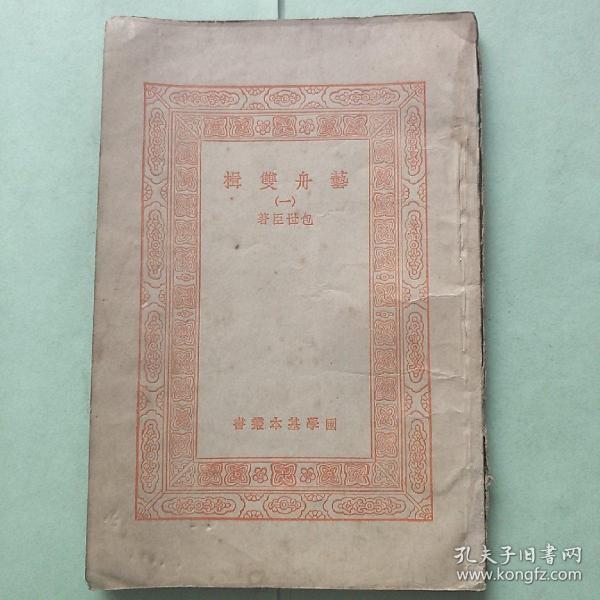 藝舟雙楫
(一)
包世臣著
國學基本叢書
孔夫子旧书网
www.kongfz.com